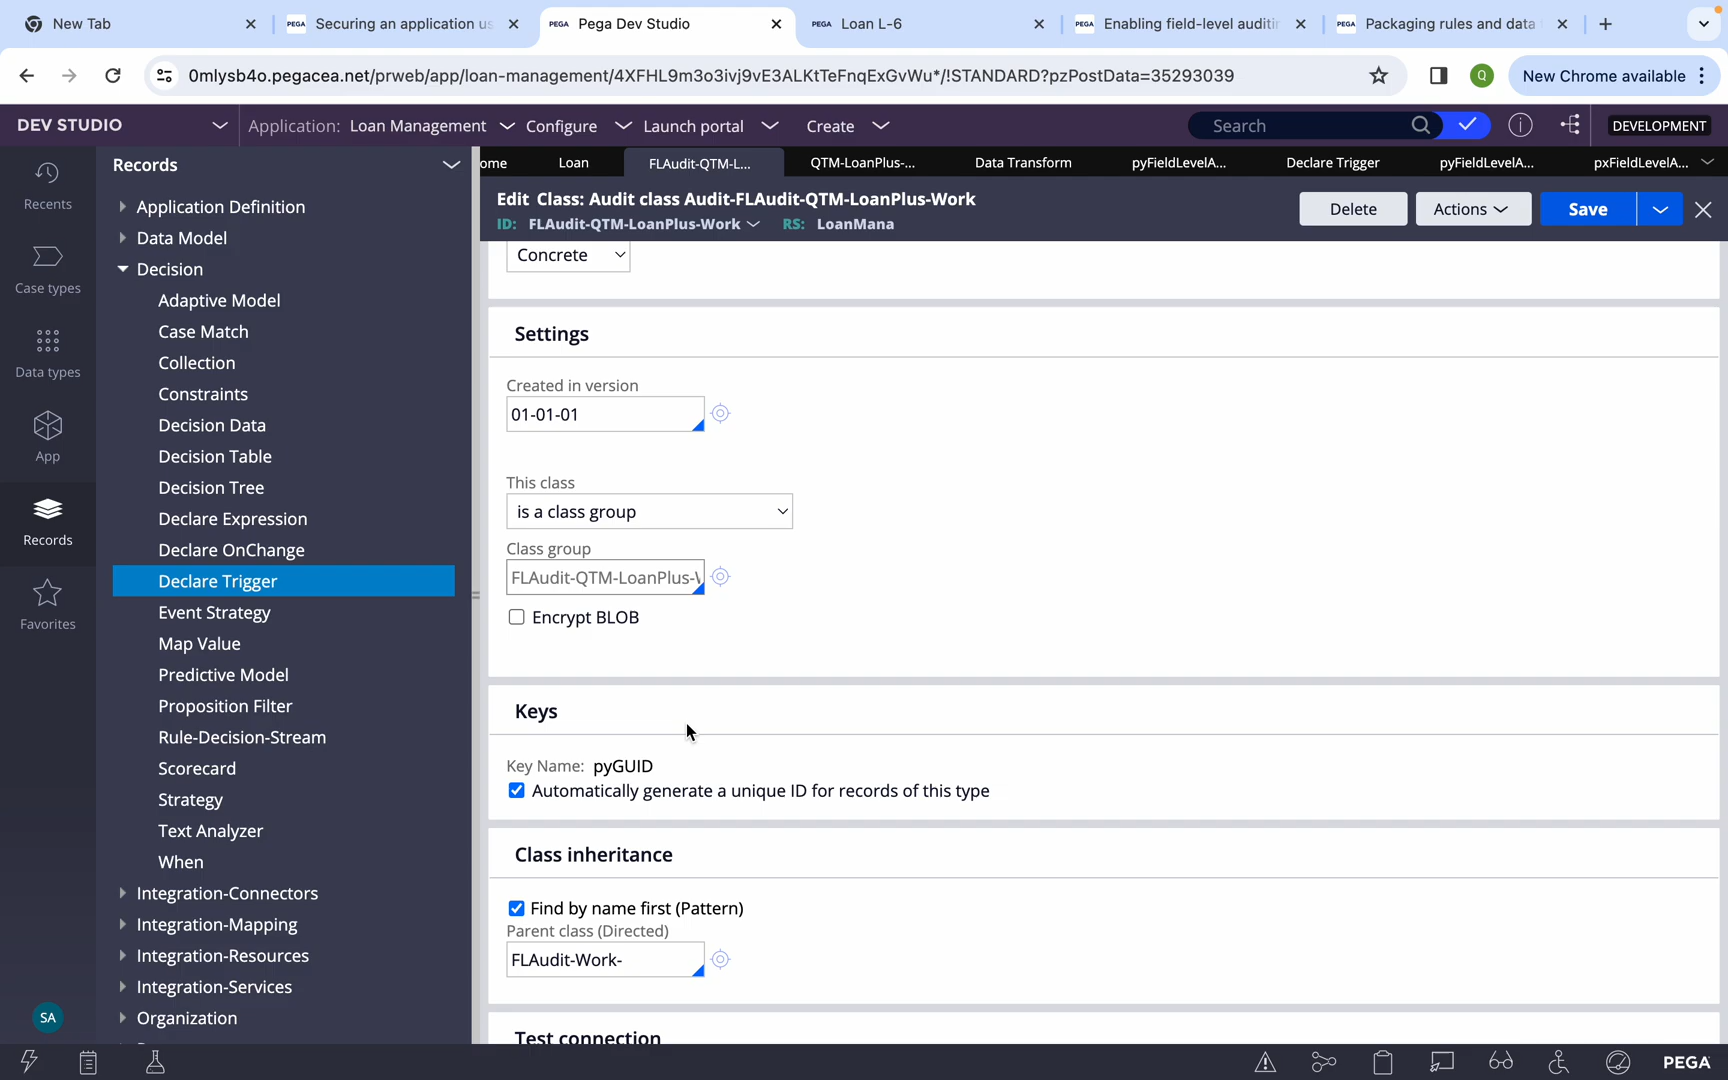 New Tab
PEGA Securing an application us
PEGA Pega Dev Studio
PEGA Loan L-6
PEGA Enabling field-level auditin
PEGA Packaging rules and data
0mlysb4o.pegacea.net/prweb/app/loan-management/4XFHL9m3o3ivj9vE3ALKtTeFnqExGvWu*/!STANDARD?pzPostData=35293039
Q
New Chrome available
DEV STUDIO
Application: Loan Management
Configure
Launch portal
Create
Search
DEVELOPMENT
Recents
Case types
Data types
App
Records
Favorites
SA
Records
Application Definition
Data Model
Decision
Adaptive Model
Case Match
Collection
Constraints
Decision Data
Decision Table
Decision Tree
Declare Expression
Declare OnChange
Declare Trigger
Event Strategy
Map Value
Predictive Model
Proposition Filter
Rule-Decision-Stream
Scorecard
Strategy
Text Analyzer
When
Integration-Connectors
Integration-Mapping
Integration-Resources
Integration-Services
Organization
ome
Loan
FLAudit-QTM-L...
QTM-LoanPlus-...
Data Transform
pyFieldLevelA...
Declare Trigger
pyFieldLevelA...
pxFieldLevelA...
Edit Class: Audit class Audit-FLAudit-QTM-LoanPlus-Work
ID: FLAudit-QTM-LoanPlus-Work RS: LoanMana
Delete
Actions
Save
Concrete
Settings
Created in version
01-01-01
This class
is a class group
Class group
FLAudit-QTM-LoanPlus-
Encrypt BLOB
Keys
Key Name: pyGUID
Automatically generate a unique ID for records of this type
Class inheritance
Find by name first (Pattern)
Parent class (Directed)
FLAudit-Work-
Test connection
PEGA